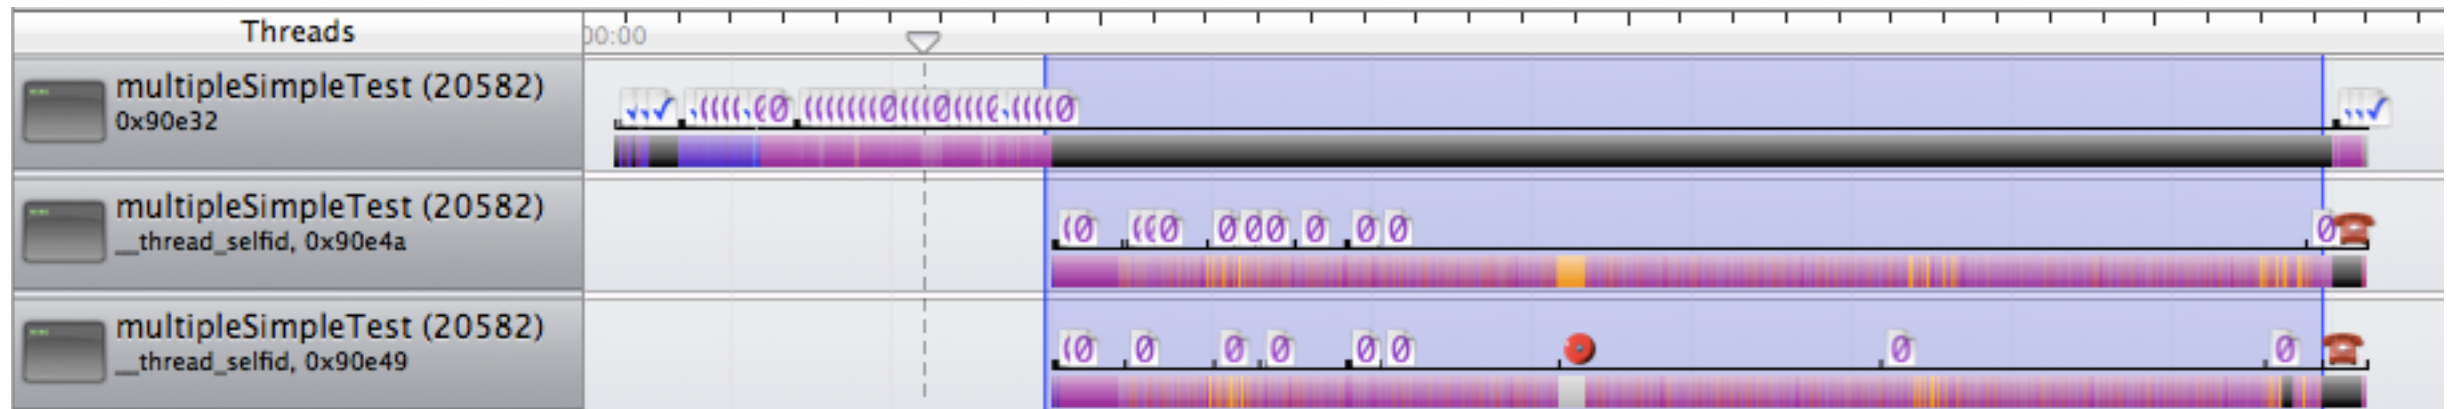 Threads
00:00
multipleSimpleTest (20582)
0x90e32
multipleSimpleTest (20582)
__thread_selfid, 0x90e4a
multipleSimpleTest (20582)
__thread_selfid, 0x90e49